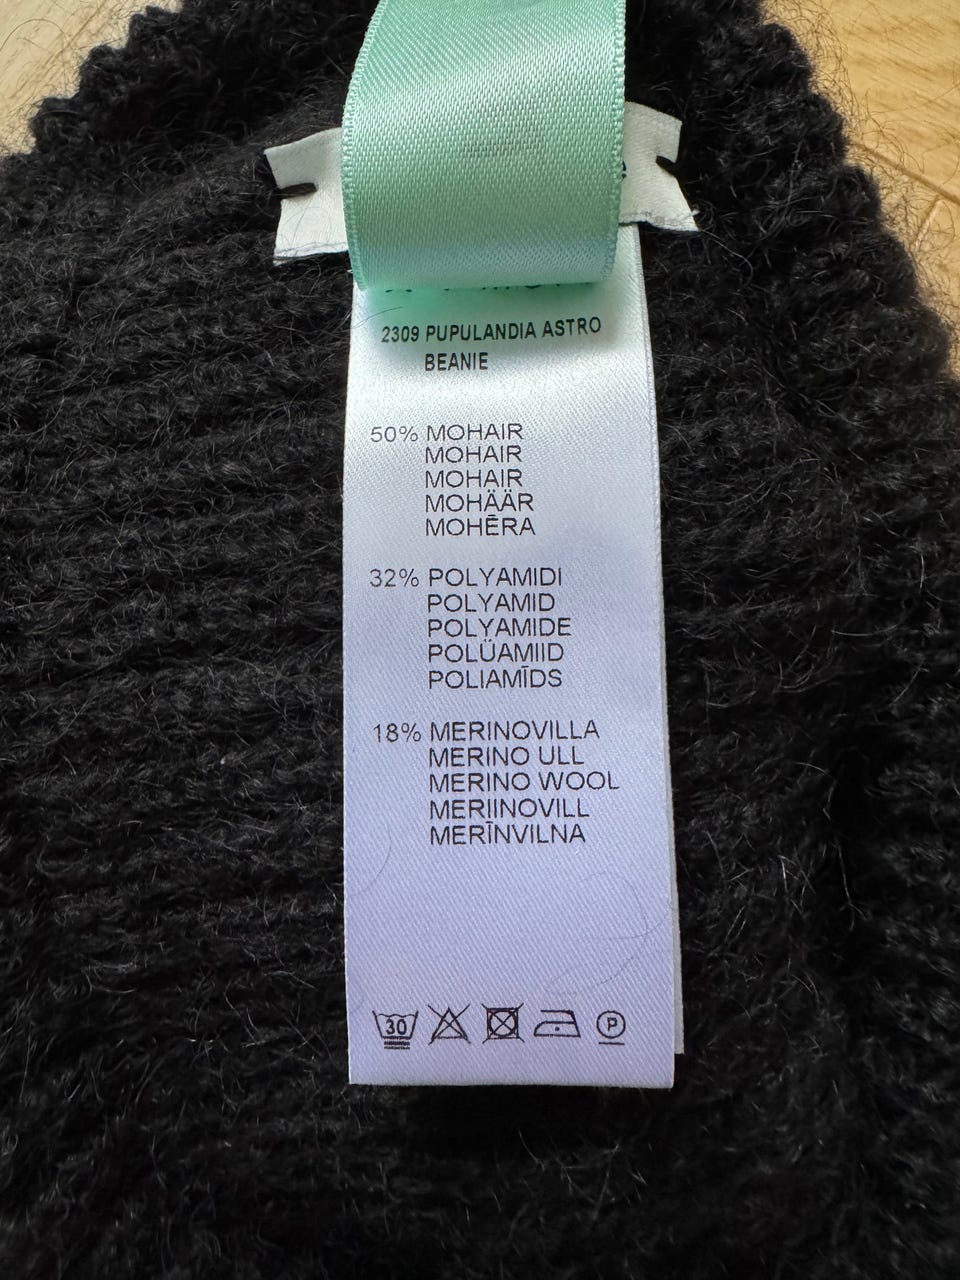 2309 PUPULANDIA ASTRO
BEANIE
50% MOHAIR
MOHAIR
MOHAIR
MOHÄÄR
MOHĒRA
32% POLYAMIDI
POLYAMID
POLYAMIDE
POLÜAMIID
POLIAMĪDS
18% MERINOVILLA
MERINO ULL
MERINO WOOL
MERIINOVILL
MERĪNVILNA
30 P